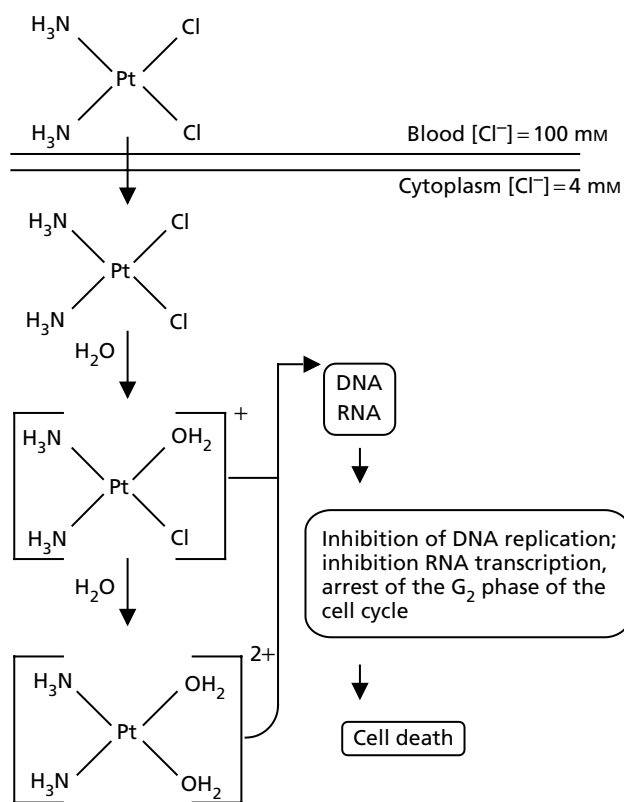 H₃N Cl
Pt
H₃N Cl
Blood [Cl⁻] = 100 mM
Cytoplasm [Cl⁻] = 4 mM
H₃N Cl
Pt
H₃N Cl
H₂O
DNA
RNA
+
H₃N OH₂
Pt
H₃N Cl
Inhibition of DNA replication;
inhibition RNA transcription,
arrest of the G₂ phase of the
cell cycle
H₂O
2+
H₃N OH₂
Pt
H₃N OH₂
Cell death